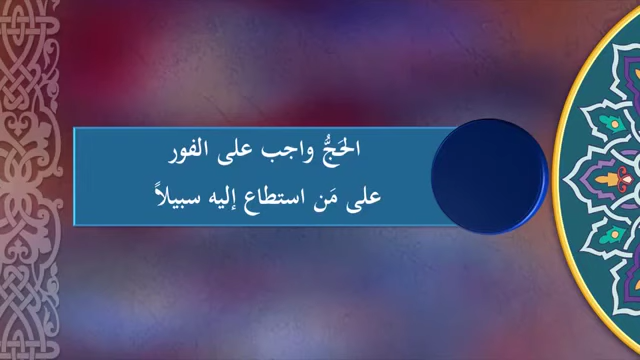 الحَجُّ واجب على الفور
على مَن استطاع إليه سبيلاً